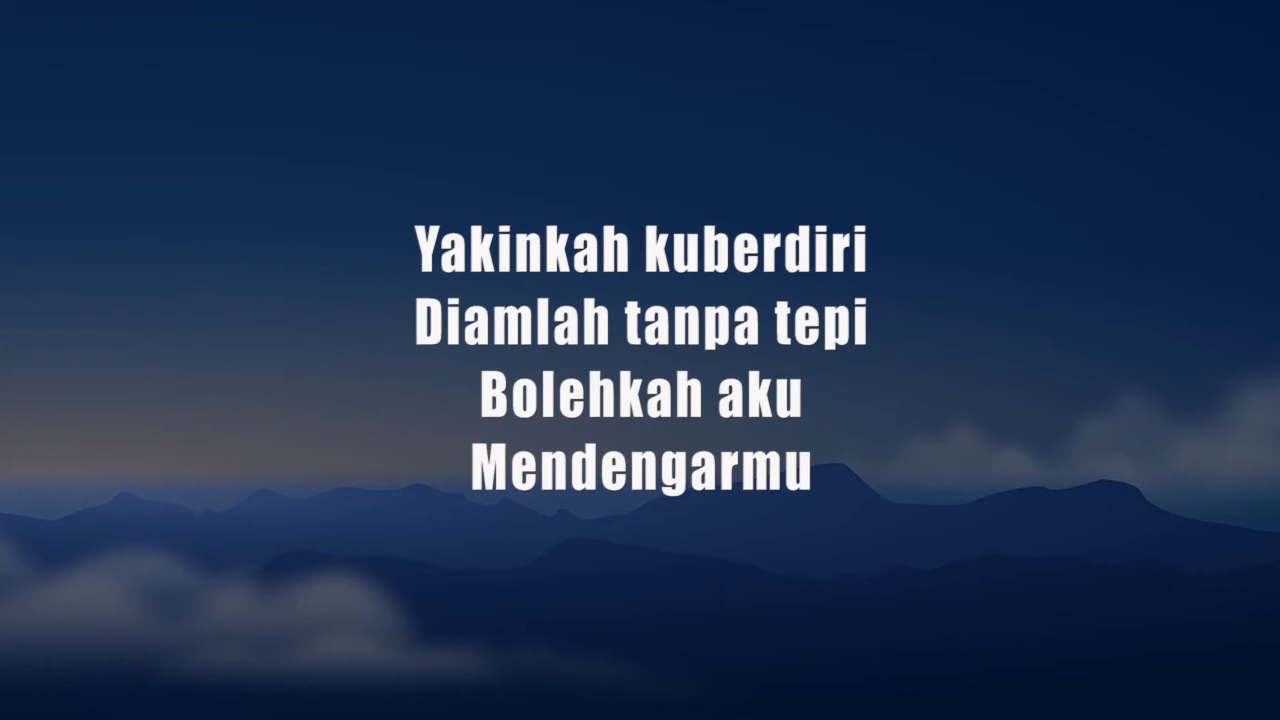 Yakinkah kuberdiri
Diamlah tanpa tepi
Bolehkah aku
Mendengarmu